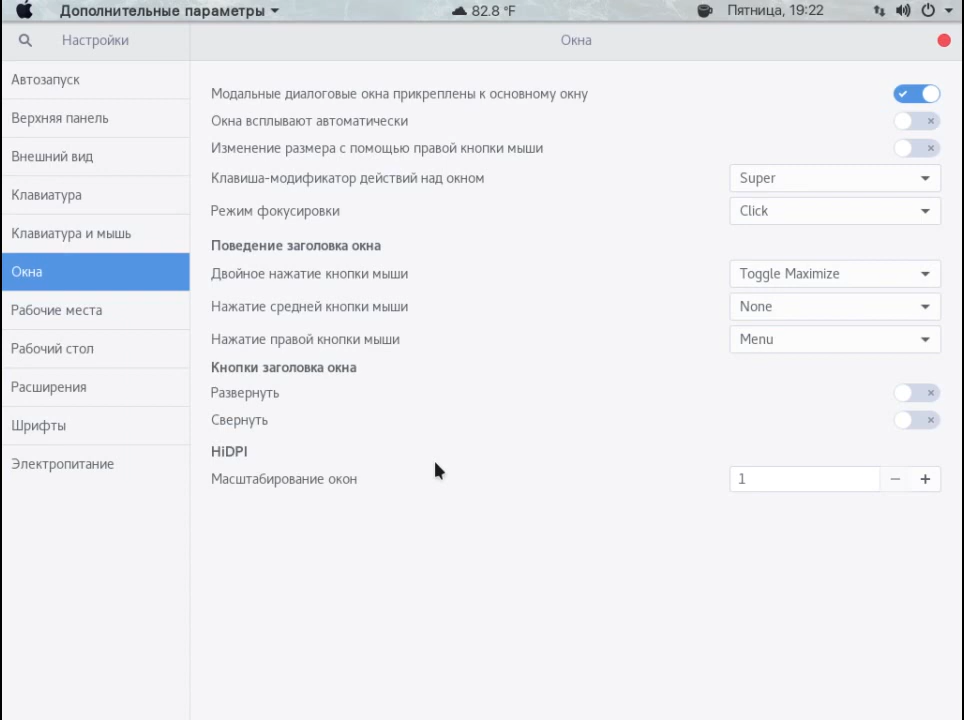 Дополнительные параметры 82.8 °F Пятница, 19:22
Настройки Окна
Автозапуск
Верхняя панель
Внешний вид
Клавиатура
Клавиатура и мышь
Окна
Рабочие места
Рабочий стол
Расширения
Шрифты
Электропитание
Модальные диалоговые окна прикреплены к основному окну
Окна всплывают автоматически
Изменение размера с помощью правой кнопки мыши
Клавиша-модификатор действий над окном Super
Режим фокусировки Click
Поведение заголовка окна
Двойное нажатие кнопки мыши Toggle Maximize
Нажатие средней кнопки мыши None
Нажатие правой кнопки мыши Menu
Кнопки заголовка окна
Развернуть
Свернуть
HiDPI
Масштабирование окон 1 − +